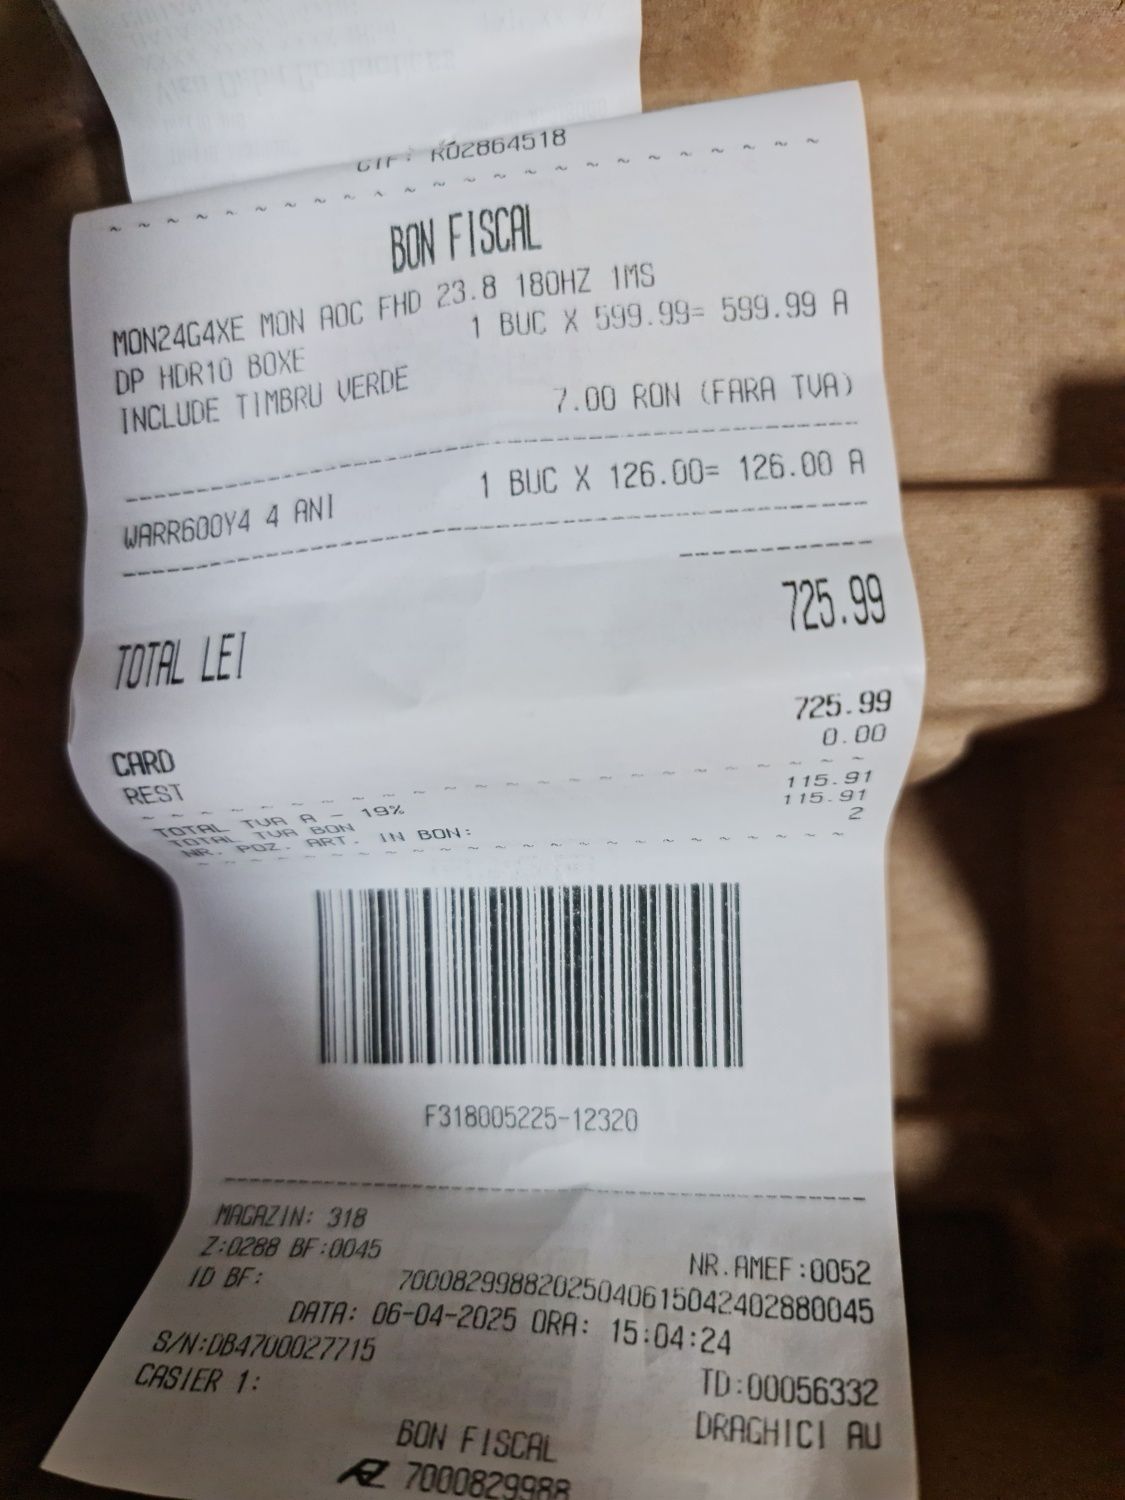 CIF: RO2864518
BON FISCAL
MON24G4XE MON AOC FHD 23.8 180HZ 1MS
DP HDR10 BOXE 1 BUC X 599.99= 599.99 A
INCLUDE TIMBRU VERDE 7.00 RON (FARA TVA)
WARR600Y4 4 ANI 1 BUC X 126.00= 126.00 A
TOTAL LEI 725.99
CARD 725.99
REST 0.00
TOTAL TVA A - 19% 115.91
TOTAL TVA BON 115.91
NR. POZ. ART. IN BON: 2
F318005225-12320
MAGAZIN: 318
Z:0288 BF:0045 NR.AMEF:0052
ID BF: 70008299882025040615042402880045
DATA: 06-04-2025 ORA: 15:04:24
S/N:DB4700027715 TD:00056332
CASIER 1: DRAGHICI AU
BON FISCAL
7000829988